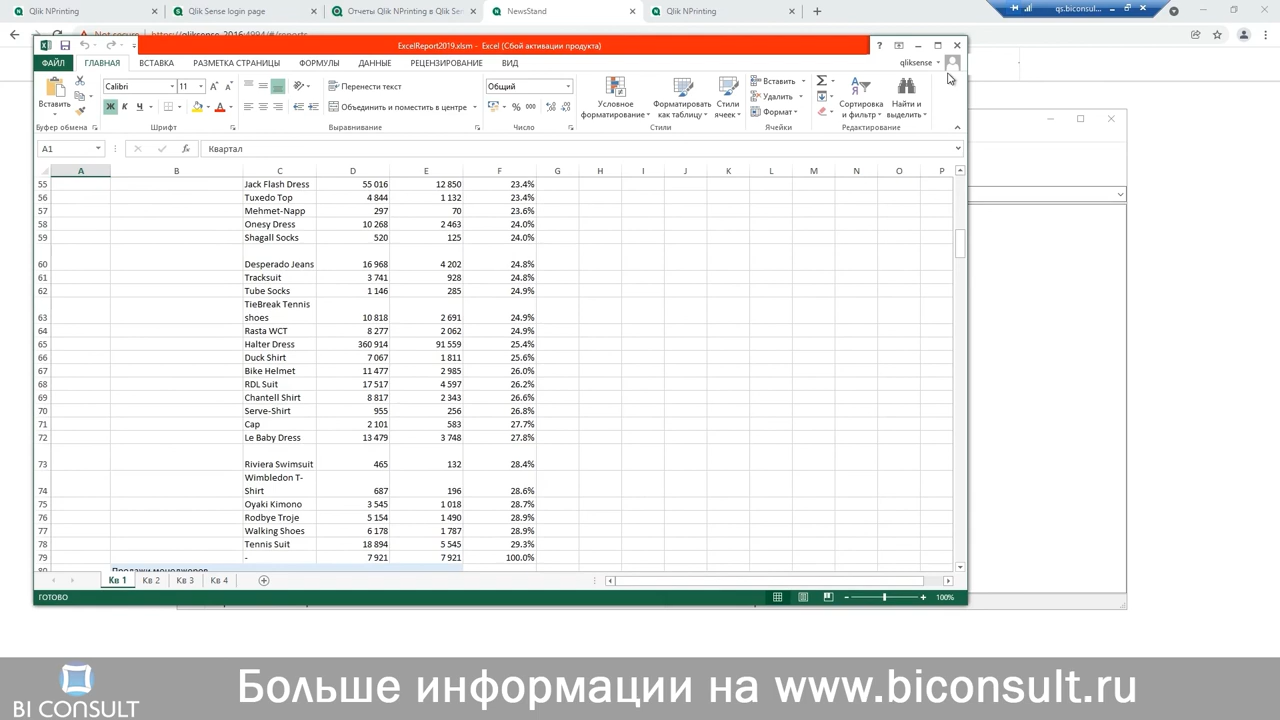 Qlik NPrinting
Qlik Sense login page
Отчеты Qlik NPrinting в Qlik Sen
NewsStand
Qlik NPrinting
qs.biconsul...
ExcelReport2019.xlsm - Excel (Сбой активации продукта)
ФАЙЛ
ГЛАВНАЯ
ВСТАВКА
РАЗМЕТКА СТРАНИЦЫ
ФОРМУЛЫ
ДАННЫЕ
РЕЦЕНЗИРОВАНИЕ
ВИД
qliksense
Вставить
Calibri 11
Ж К Ч
Перенести текст
Объединить и поместить в центре
Общий
% 000
Условное форматирование
Форматировать как таблицу
Стили ячеек
Вставить
Удалить
Формат
Сортировка и фильтр
Найти и выделить
Буфер обмена
Шрифт
Выравнивание
Число
Стили
Ячейки
Редактирование
A1
Квартал
A B C D E F G H I J K L M N O P
55 Jack Flash Dress 55 016 12 850 23.4%
56 Tuxedo Top 4 844 1 132 23.4%
57 Mehmet-Napp 297 70 23.6%
58 Onesy Dress 10 268 2 463 24.0%
59 Shagall Socks 520 125 24.0%
60 Desperado Jeans 16 968 4 202 24.8%
61 Tracksuit 3 741 928 24.8%
62 Tube Socks 1 146 285 24.9%
TieBreak Tennis
63 shoes 10 818 2 691 24.9%
64 Rasta WCT 8 277 2 062 24.9%
65 Halter Dress 360 914 91 559 25.4%
66 Duck Shirt 7 067 1 811 25.6%
67 Bike Helmet 11 477 2 985 26.0%
68 RDL Suit 17 517 4 597 26.2%
69 Chantell Shirt 8 817 2 343 26.6%
70 Serve-Shirt 955 256 26.8%
71 Cap 2 101 583 27.7%
72 Le Baby Dress 13 479 3 748 27.8%
73 Riviera Swimsuit 465 132 28.4%
Wimbledon T-
74 Shirt 687 196 28.6%
75 Oyaki Kimono 3 545 1 018 28.7%
76 Rodbye Troje 5 154 1 490 28.9%
77 Walking Shoes 6 178 1 787 28.9%
78 Tennis Suit 18 894 5 545 29.3%
79 - 7 921 7 921 100.0%
Кв 1 Кв 2 Кв 3 Кв 4
ГОТОВО
100%
BI CONSULT
Больше информации на www.biconsult.ru